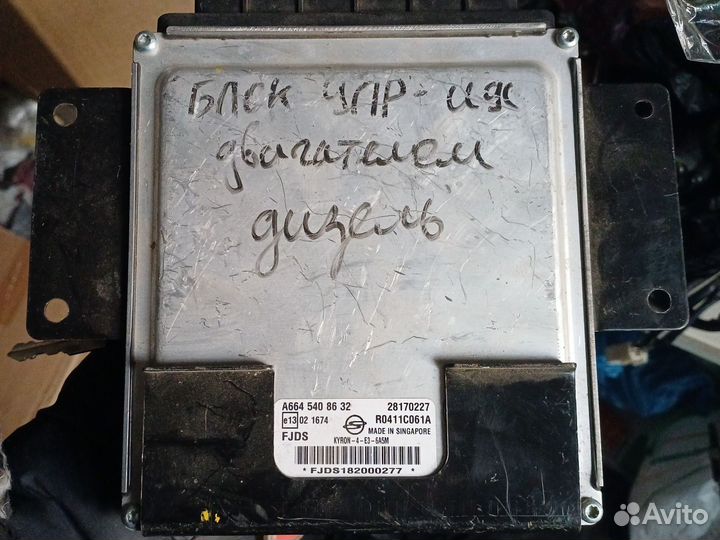 БЛОК УПР-ИЯ
двигателем
дизель
A664 540 86 32 28170227
e13 02 1674 R0411C061A
MADE IN SINGAPORE
FJDS KYRON-4-E3-6A5M
* FJDS182000277 *
Avito